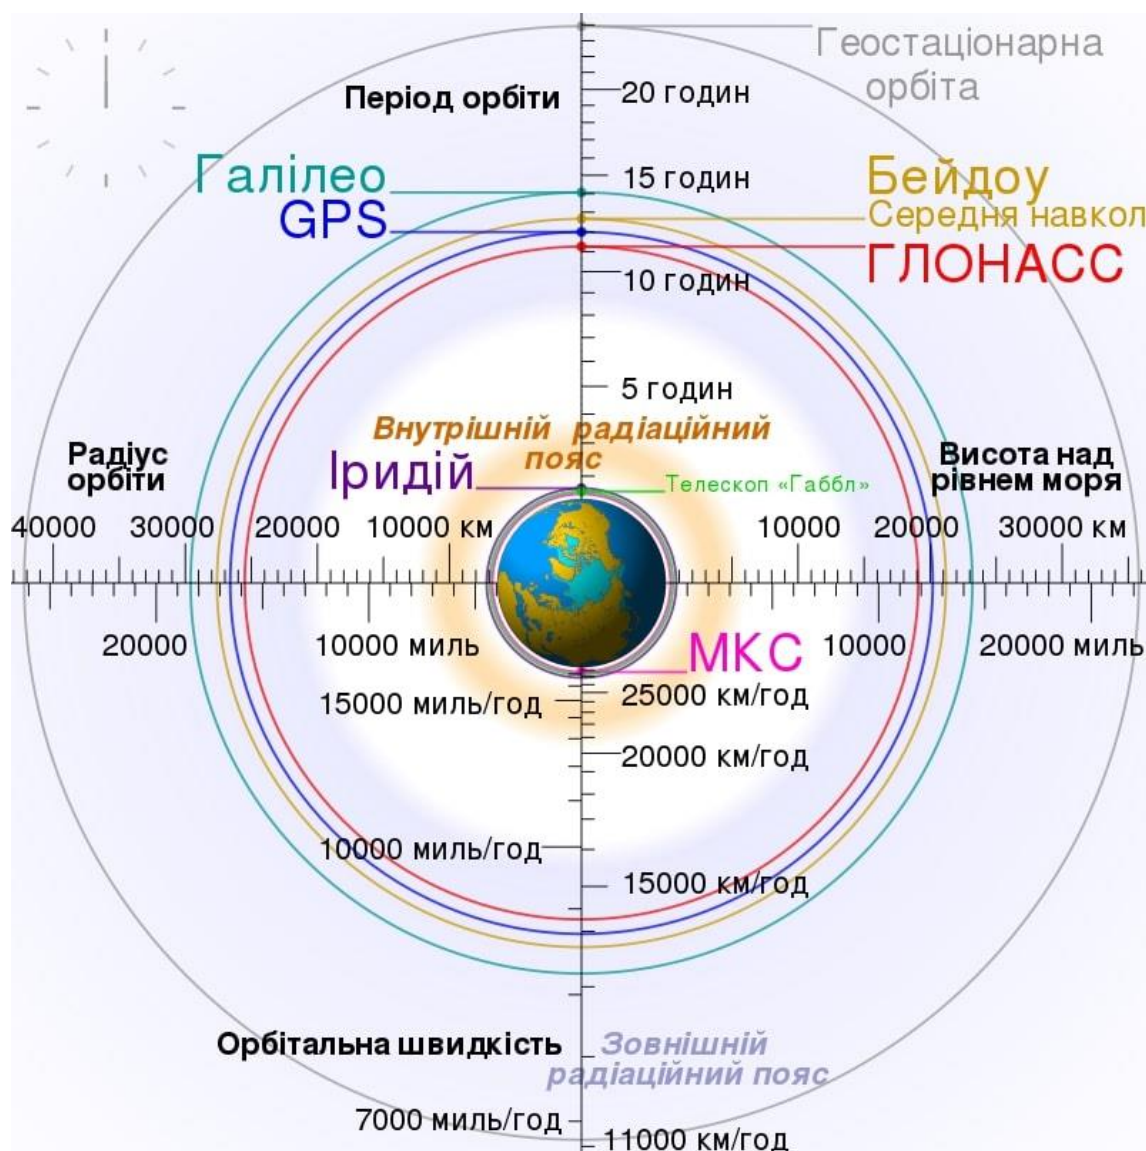 Геостаціонарна
орбіта
Період орбіти
20 годин
Галілео
15 годин
Бейдоу
GPS
Середня навкол
ГЛОНАСС
10 годин
5 годин
Внутрішній радіаційний
пояс
Радіус
орбіти
Іридій
Телескоп «Габбл»
Висота над
рівнем моря
40000 30000 20000 10000 км 10000 20000 30000 км
20000 10000 миль МКС 10000 20000 миль
15000 миль/год 25000 км/год
20000 км/год
10000 миль/год
15000 км/год
Орбітальна швидкість
Зовнішній
радіаційний пояс
7000 миль/год
11000 км/год